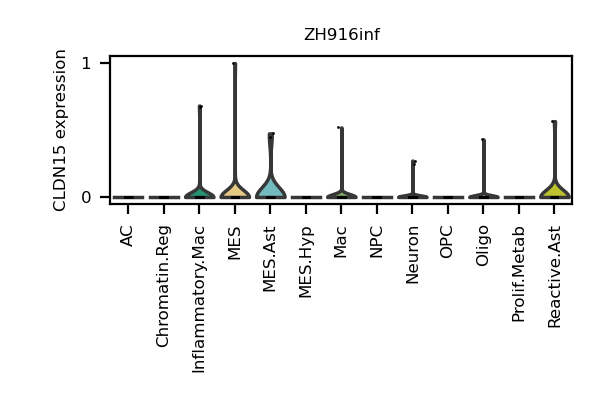 ZH916inf
CLDN15 expression
1
0
AC
Chromatin.Reg
Inflammatory.Mac
MES
MES.Ast
MES.Hyp
Mac
NPC
Neuron
OPC
Oligo
Prolif.Metab
Reactive.Ast